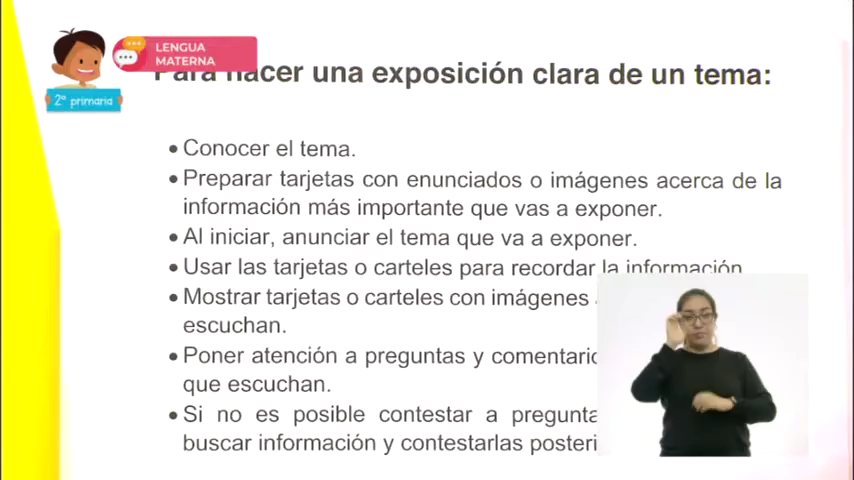 LENGUA
MATERNA
2° primaria
Para hacer una exposición clara de un tema:
• Conocer el tema.
• Preparar tarjetas con enunciados o imágenes acerca de la
información más importante que vas a exponer.
• Al iniciar, anunciar el tema que va a exponer.
• Usar las tarjetas o carteles para recordar la información
• Mostrar tarjetas o carteles con imágenes
escuchan.
• Poner atención a preguntas y
que escuchan.
• Si no es posible contestar a
buscar información y contestarlas